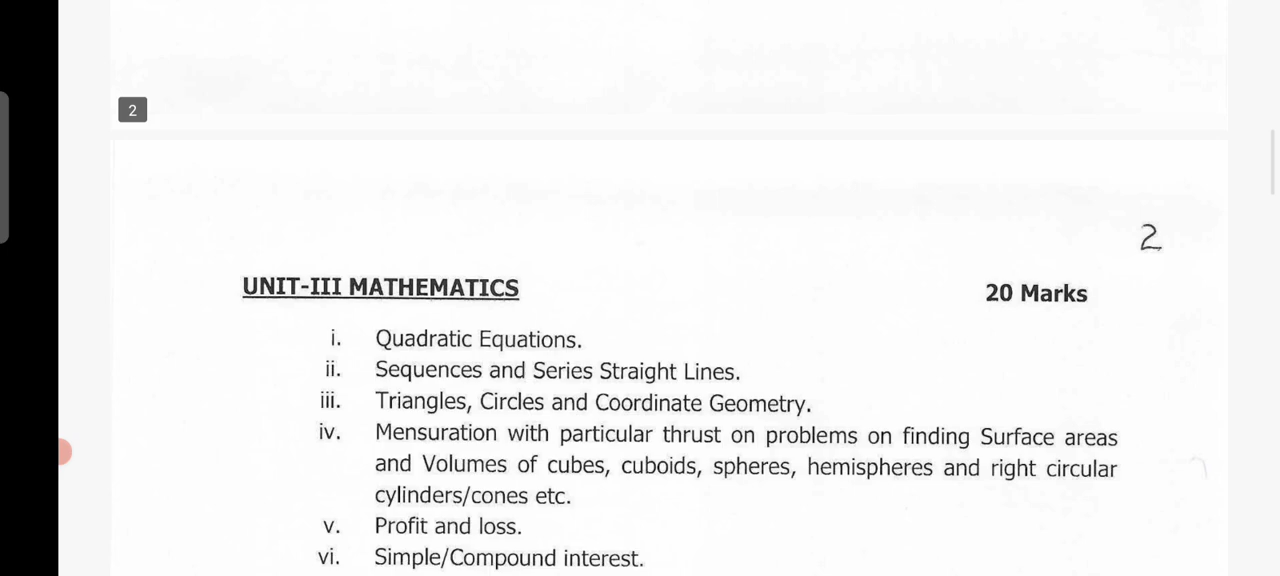 2
2
UNIT-III MATHEMATICS 20 Marks
i. Quadratic Equations.
ii. Sequences and Series Straight Lines.
iii. Triangles, Circles and Coordinate Geometry.
iv. Mensuration with particular thrust on problems on finding Surface areas
and Volumes of cubes, cuboids, spheres, hemispheres and right circular
cylinders/cones etc.
v. Profit and loss.
vi. Simple/Compound interest.